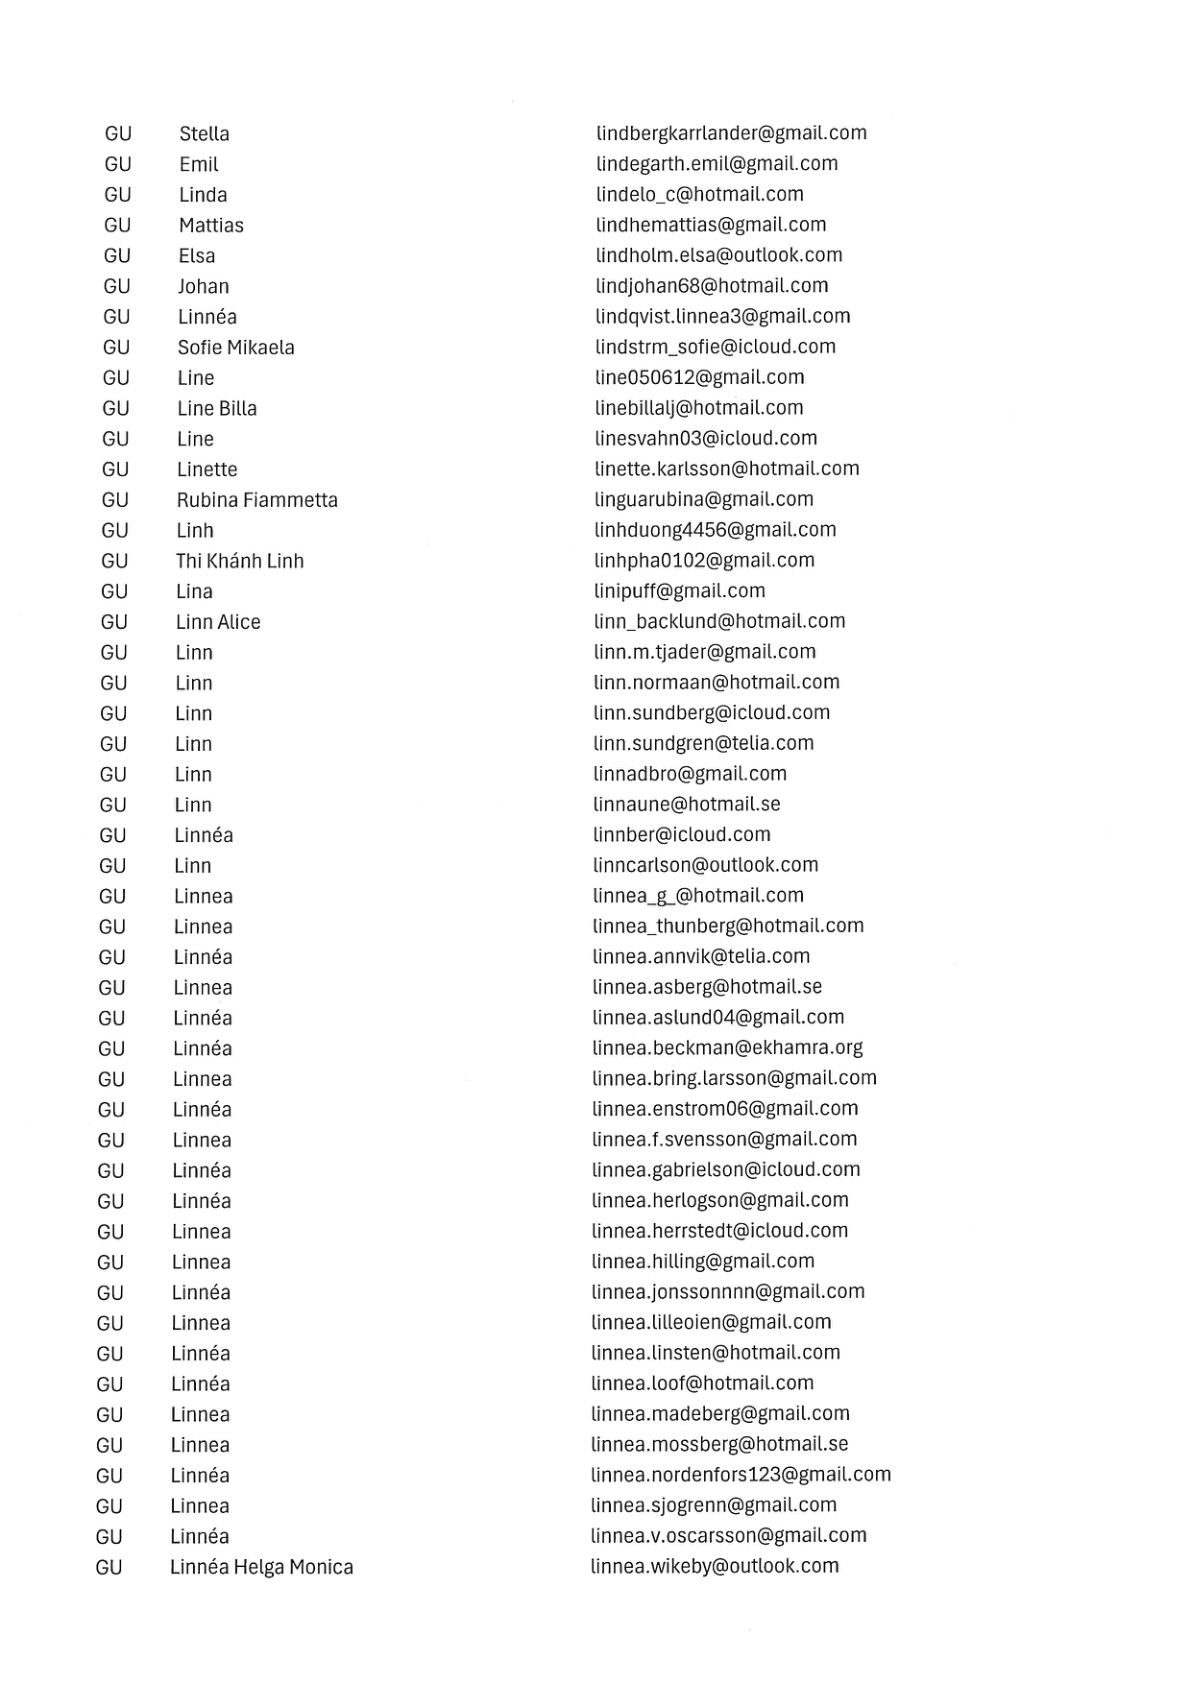 GU Stella lindbergkarrlander@gmail.com
GU Emil lindegarth.emil@gmail.com
GU Linda lindelo_c@hotmail.com
GU Mattias lindhemattias@gmail.com
GU Elsa lindholm.elsa@outlook.com
GU Johan lindjohan68@hotmail.com
GU Linnéa lindqvist.linnea3@gmail.com
GU Sofie Mikaela lindstrm_sofie@icloud.com
GU Line line050612@gmail.com
GU Line Billa linebillalj@hotmail.com
GU Line linesvahn03@icloud.com
GU Linette linette.karlsson@hotmail.com
GU Rubina Fiammetta linguarubina@gmail.com
GU Linh linhduong4456@gmail.com
GU Thi Khánh Linh linhpha0102@gmail.com
GU Lina linipuff@gmail.com
GU Linn Alice linn_backlund@hotmail.com
GU Linn linn.m.tjader@gmail.com
GU Linn linn.normaan@hotmail.com
GU Linn linn.sundberg@icloud.com
GU Linn linn.sundgren@telia.com
GU Linn linnadbro@gmail.com
GU Linn linnaune@hotmail.se
GU Linnéa linnber@icloud.com
GU Linn linncarlson@outlook.com
GU Linnea linnea_g_@hotmail.com
GU Linnea linnea_thunberg@hotmail.com
GU Linnéa linnea.annvik@telia.com
GU Linnea linnea.asberg@hotmail.se
GU Linnéa linnea.aslund04@gmail.com
GU Linnéa linnea.beckman@ekhamra.org
GU Linnea linnea.bring.larsson@gmail.com
GU Linnéa linnea.enstrom06@gmail.com
GU Linnea linnea.f.svensson@gmail.com
GU Linnéa linnea.gabrielson@icloud.com
GU Linnéa linnea.herlogson@gmail.com
GU Linnea linnea.herrstedt@icloud.com
GU Linnea linnea.hilling@gmail.com
GU Linnéa linnea.jonssonnnn@gmail.com
GU Linnea linnea.lilleoien@gmail.com
GU Linnéa linnea.linsten@hotmail.com
GU Linnéa linnea.loof@hotmail.com
GU Linnea linnea.madeberg@gmail.com
GU Linnea linnea.mossberg@hotmail.se
GU Linnéa linnea.nordenfors123@gmail.com
GU Linnea linnea.sjogrenn@gmail.com
GU Linnéa linnea.v.oscarsson@gmail.com
GU Linnéa Helga Monica linnea.wikeby@outlook.com